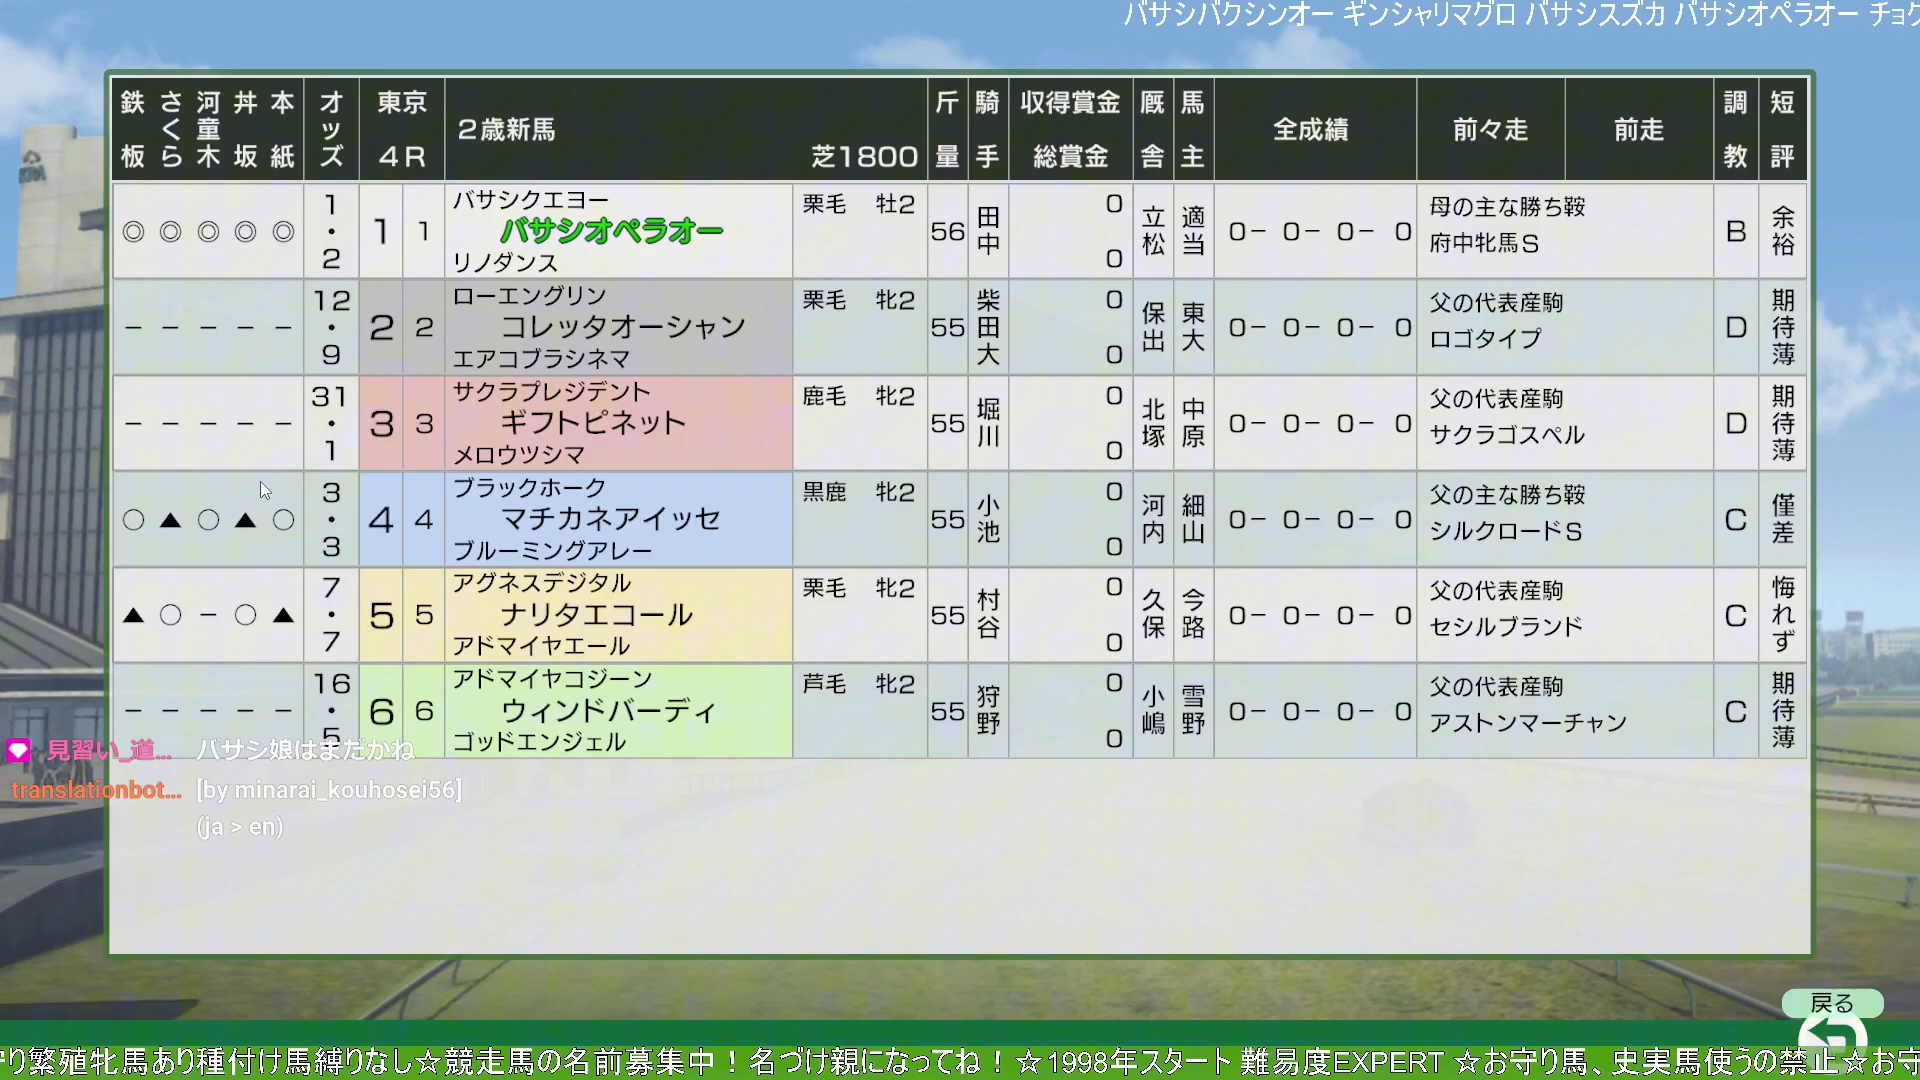 バサシバクシンオー ギンシャリマグロ バサシスズカ バサシオペラオー チョク
鉄板 さくら 河童木 井坂 本紙 オッズ 東京 4R 2歳新馬 芝1800 斤量 騎手 収得賞金 総賞金 厩舎 馬主 全成績 前々走 前走 調教 短評
◎ ◎ ◎ ◎ ◎ 1・2 1 1 バサシクエヨー 栗毛 牡2 56 田中 0 立松 適当 0- 0- 0- 0 母の主な勝ち鞍 B 余裕
バサシオペラオー 府中牝馬S
リノダンス 0
- - - - - 12・9 2 2 ローエングリン 栗毛 牝2 55 柴田大 0 保出 東大 0- 0- 0- 0 父の代表産駒 D 期待薄
コレッタオーシャン ロゴタイプ
エアコブラシネマ 0
- - - - - 31・1 3 3 サクラプレジデント 鹿毛 牝2 55 堀川 0 北塚 中原 0- 0- 0- 0 父の代表産駒 D 期待薄
ギフトピネット サクラゴスペル
メロウツシマ 0
○ ▲ ○ ▲ ○ 3・3 4 4 ブラックホーク 黒鹿 牝2 55 小池 0 河内 細山 0- 0- 0- 0 父の主な勝ち鞍 C 僅差
マチカネアイッセ シルクロードS
ブルーミングアレー 0
▲ ○ - ○ ▲ 7・7 5 5 アグネスデジタル 栗毛 牝2 55 村谷 0 久保 今路 0- 0- 0- 0 父の代表産駒 C 悔れず
ナリタエコール セシルブランド
アドマイヤエール 0
- - - - - 16・5 6 6 アドマイヤコジーン 芦毛 牝2 55 狩野 0 小嶋 雪野 0- 0- 0- 0 父の代表産駒 C 期待薄
ウィンドバーディ アストンマーチャン
ゴッドエンジェル 0
見習い_道... バサシ娘はまだかね
translationbot... [by minarai_kouhosei56]
(ja > en)
戻る
守り繁殖牝馬あり種付け馬縛りなし☆競走馬の名前募集中！名づけ親になってね！☆1998年スタート 難易度EXPERT ☆お守り馬、史実馬使うの禁止☆お守